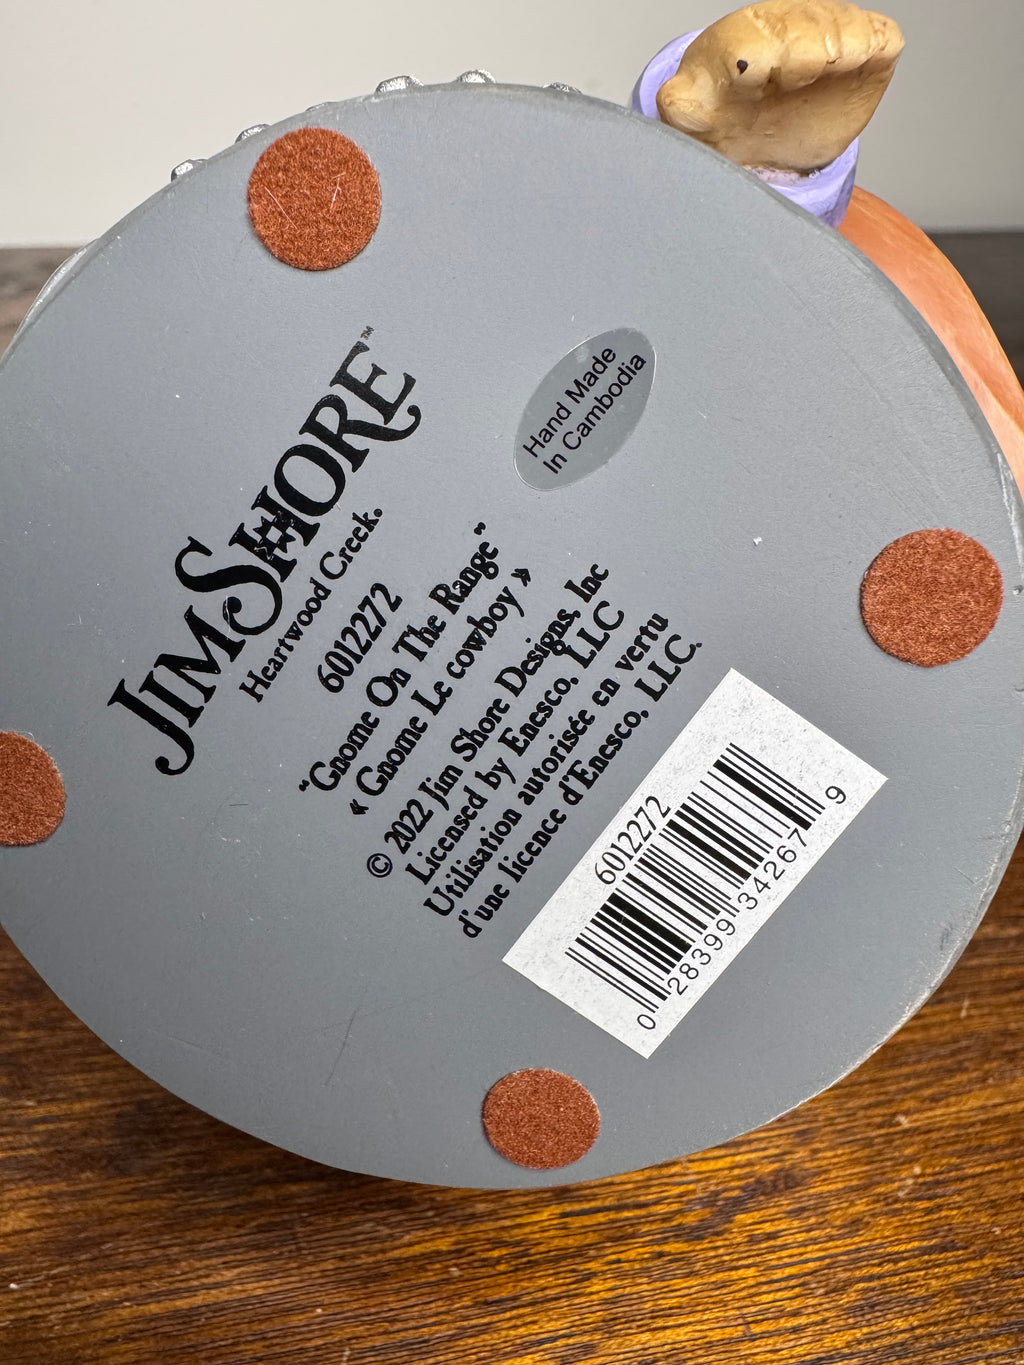 JIM SHORE™
Heartwood Creek.
6012272
"Gnome On The Range"
« Gnome Le cowboy »
© 2022 Jim Shore Designs, Inc
Licensed by Enesco, LLC
Utilisation autorisée en vertu
d'une licence d'Enesco, LLC.
Hand Made
In Cambodia
6012272
0 28399 34267 9